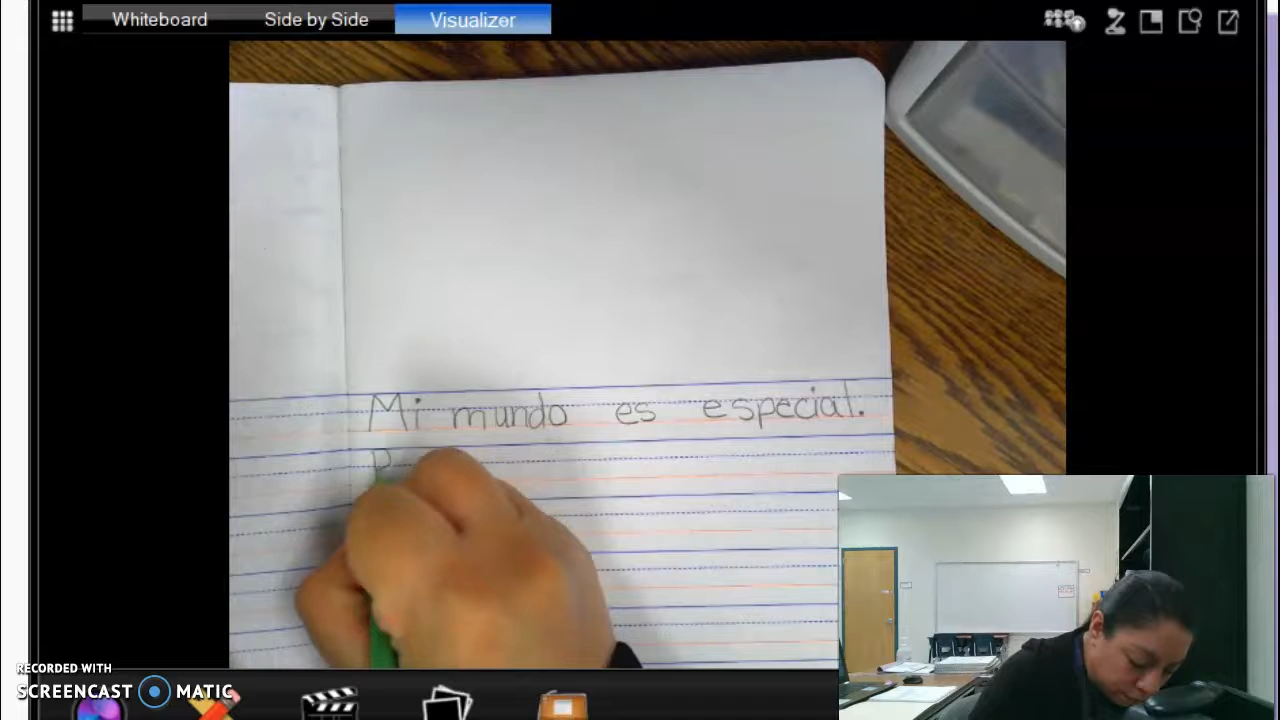 Whiteboard Side by Side Visualizer
Mi mundo es especial.
P
RECORDED WITH
SCREENCAST MATIC